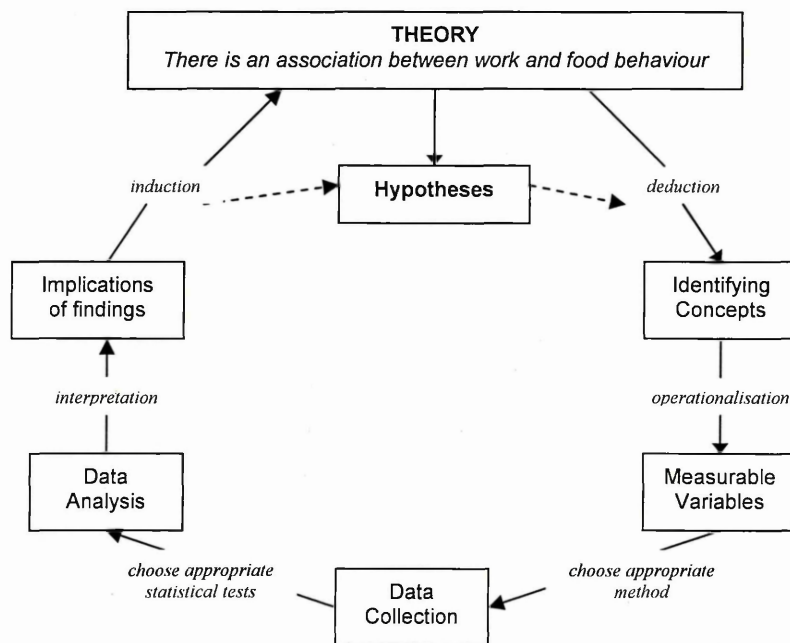 THEORY
There is an association between work and food behaviour
induction
Hypotheses
deduction
Implications
of findings
Identifying
Concepts
interpretation
operationalisation
Data
Analysis
Measurable
Variables
choose appropriate
statistical tests
Data
Collection
choose appropriate
method